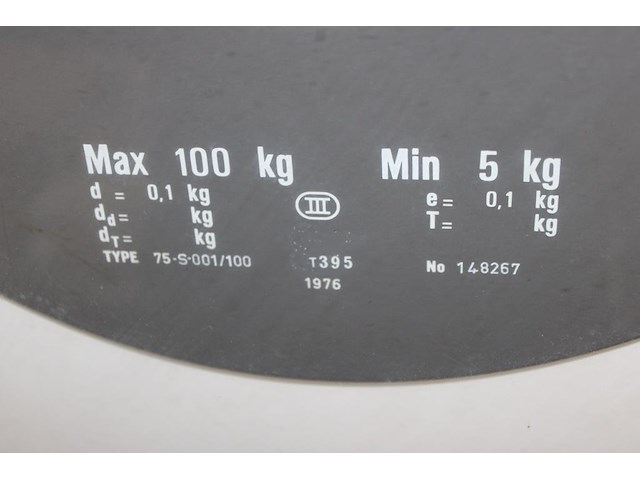 Max 100 kg Min 5 kg
d = 0,1 kg III e = 0,1 kg
dd= kg T= kg
dT= kg
TYPE 75-S-001/100 T395 No 148267
1976